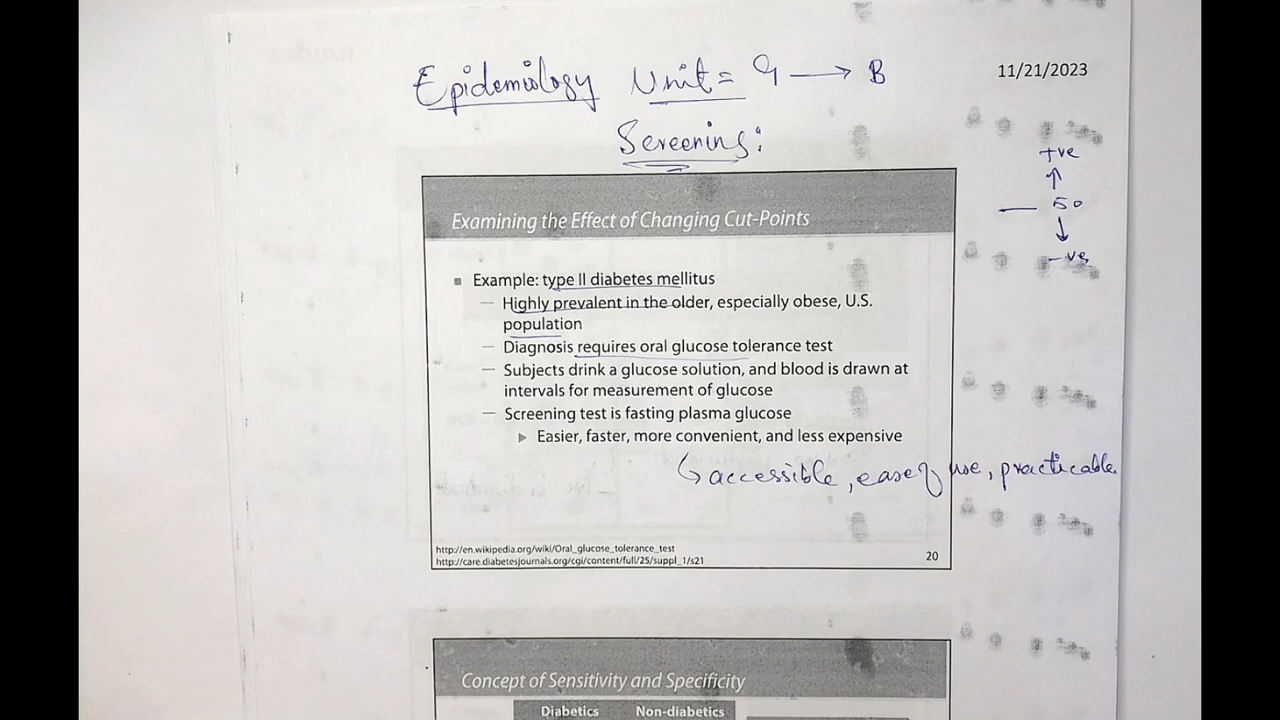 Epidemiology Unit = 9 → B
11/21/2023
Screening:
+ve
↑
— 50
↓
-ve
Examining the Effect of Changing Cut-Points
■ Example: type II diabetes mellitus
— Highly prevalent in the older, especially obese, U.S.
population
— Diagnosis requires oral glucose tolerance test
— Subjects drink a glucose solution, and blood is drawn at
intervals for measurement of glucose
— Screening test is fasting plasma glucose
▶ Easier, faster, more convenient, and less expensive
↳ accessible, ease of use, practicable
http://en.wikipedia.org/wiki/Oral_glucose_tolerance_test
http://care.diabetesjournals.org/cgi/content/full/25/suppl_1/s21
20
Concept of Sensitivity and Specificity
Diabetics Non-diabetics